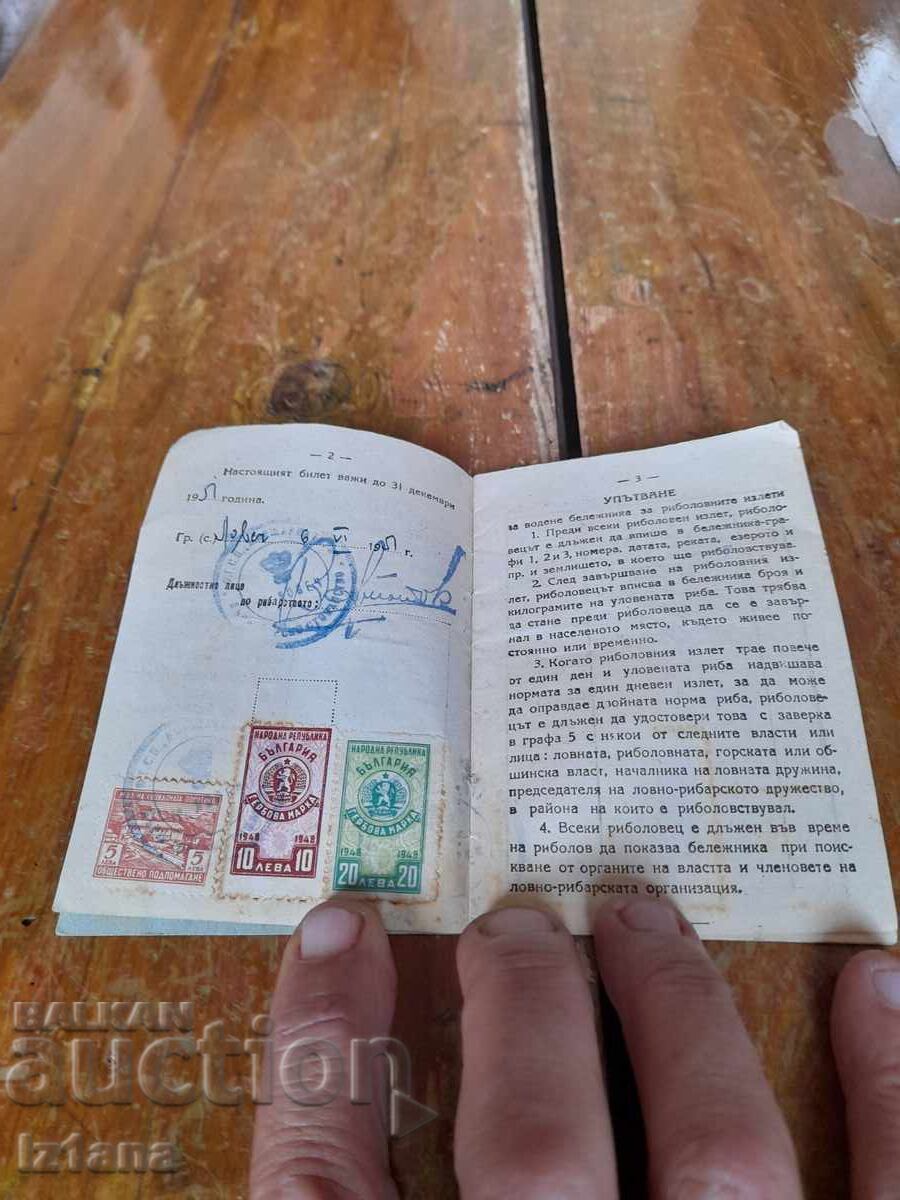 — 2 —
Настоящият билет важи до 31 декември
1951 година.
Гр. (с.) Ловеч 6 VI 1951 г.
Длъжностно лице
по рибарството:
НАРОДНА РЕПУБЛИКА
БЪЛГАРИЯ
ГЕРБОВА МАРКА
1948 1948
10 ЛЕВА 10
НАРОДНА РЕПУБЛИКА
БЪЛГАРИЯ
ГЕРБОВА МАРКА
1948 1948
20 ЛЕВА 20
5 ЛЕВА 5 ЛЕВА
ОБЩЕСТВЕНО ПОДПОМАГАНЕ
— 3 —
УПЪТВАНЕ
за водене бележника за риболовните излети
1. Преди всеки риболовен излет, риболо-
вецът е длъжен да впише в бележника-гра-
фи 1, 2 и 3, номера, датата, реката, езерото и
пр. и землището, в което ще риболовствува.
2. След завършване на риболовния из-
лет, риболовецът вписва в бележника броя и
килограмите на уловената риба. Това трябва
да стане преди риболовеца да се е завър-
нал в населеното място, където живее по-
стоянно или временно.
3. Когато риболовния излет трае повече
от един ден и уловената риба надвишава
нормата за един дневен излет, за да може
да оправдае двойната норма риба, риболове-
цът е длъжен да удостовери това с заверка
в графа 5 с някои от следните власти или
лица: ловната, риболовната, горската или об-
шинска власт, началника на ловната дружина,
председателя на ловно-рибарското дружество,
в района на които е риболовствувал.
4. Всеки риболовец е длъжен във време
на риболов да показва бележника при поис-
кване от органите на властта и членовете на
ловно-рибарската организация.
BALKAN
auction
iz1ana